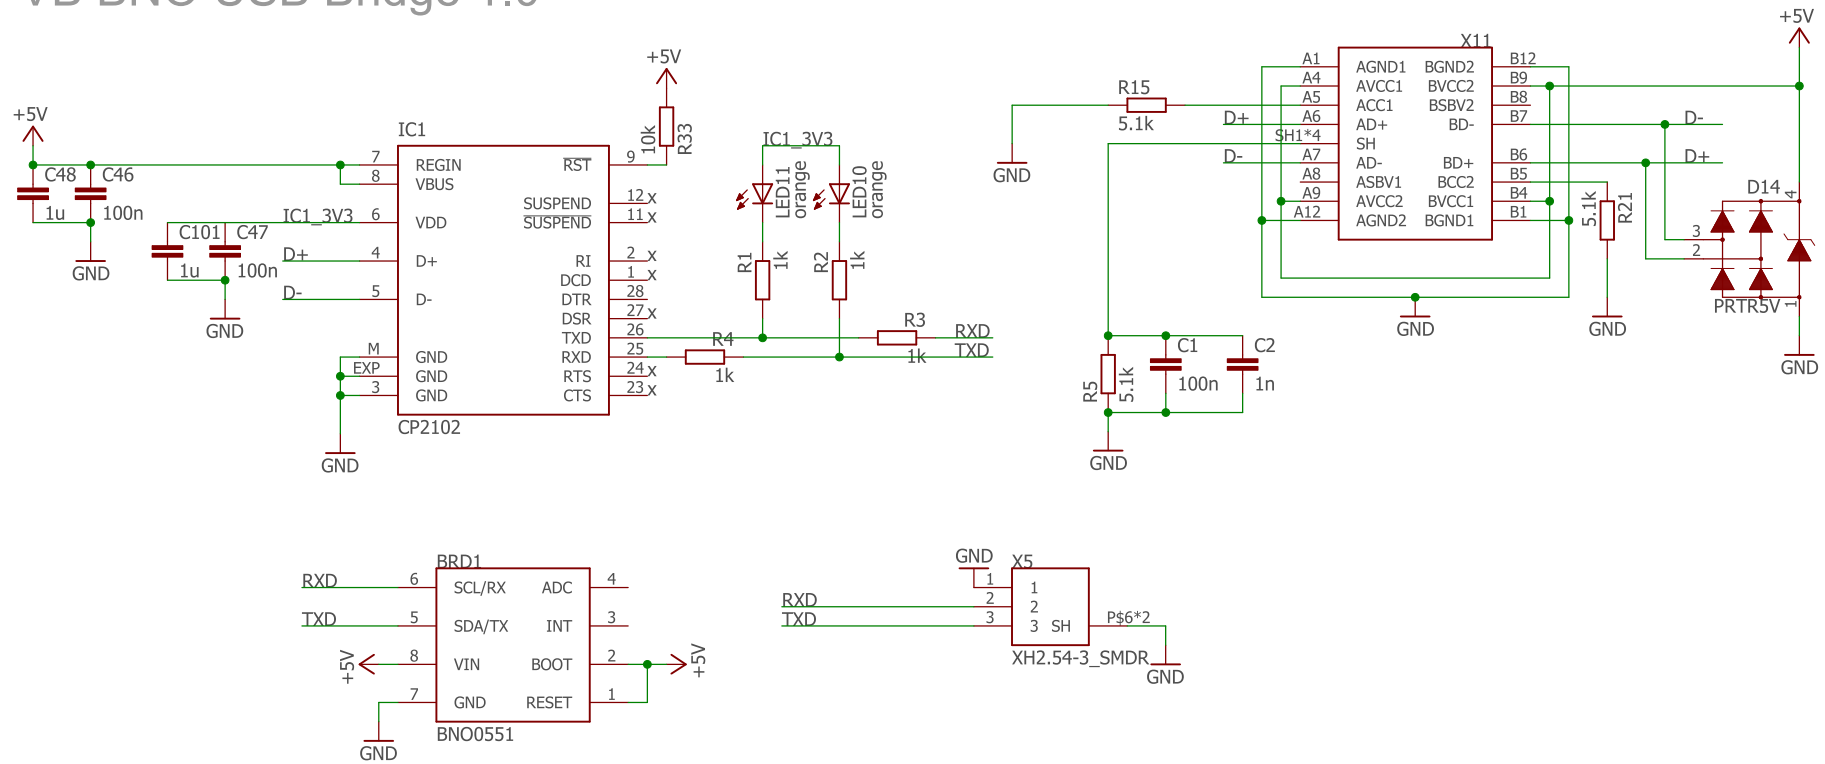 VB BNO USB Bridge 1.0
+5V
C48
1u
C46
100n
GND
IC1_3V3
C101
1u
C47
100n
GND
D+
D-
GND
IC1
7 REGIN
8 VBUS
6 VDD
4 D+
5 D-
M GND
EXP GND
3 GND
RST 9
SUSPEND 12 x
SUSPEND 11 x
RI 2 x
DCD 1 x
DTR 28
DSR 27 x
TXD 26
RXD 25
RTS 24 x
CTS 23 x
CP2102
+5V
10k
R33
IC1_3V3
LED11
orange
LED10
orange
R1
1k
R2
1k
R4
1k
R3
1k
RXD
TXD
R15
5.1k
GND
D+
SH1*4
D-
X11
A1 AGND1 BGND2 B12
A4 AVCC1 BVCC2 B9
A5 ACC1 BSBV2 B8
A6 AD+ BD- B7
SH
A7 AD- BD+ B6
A8 ASBV1 BCC2 B5
A9 AVCC2 BVCC1 B4
A12 AGND2 BGND1 B1
GND
+5V
D-
D+
5.1k
R21
GND
D14
4
3
2
1
PRTR5V
GND
R5
5.1k
C1
100n
C2
1n
GND
BRD1
RXD 6 SCL/RX ADC 4
TXD 5 SDA/TX INT 3
+5V 8 VIN BOOT 2 +5V
7 GND RESET 1
GND
BNO0551
GND
X5
1 1
RXD 2 2
TXD 3 3 SH P$6*2
XH2.54-3_SMDR
GND